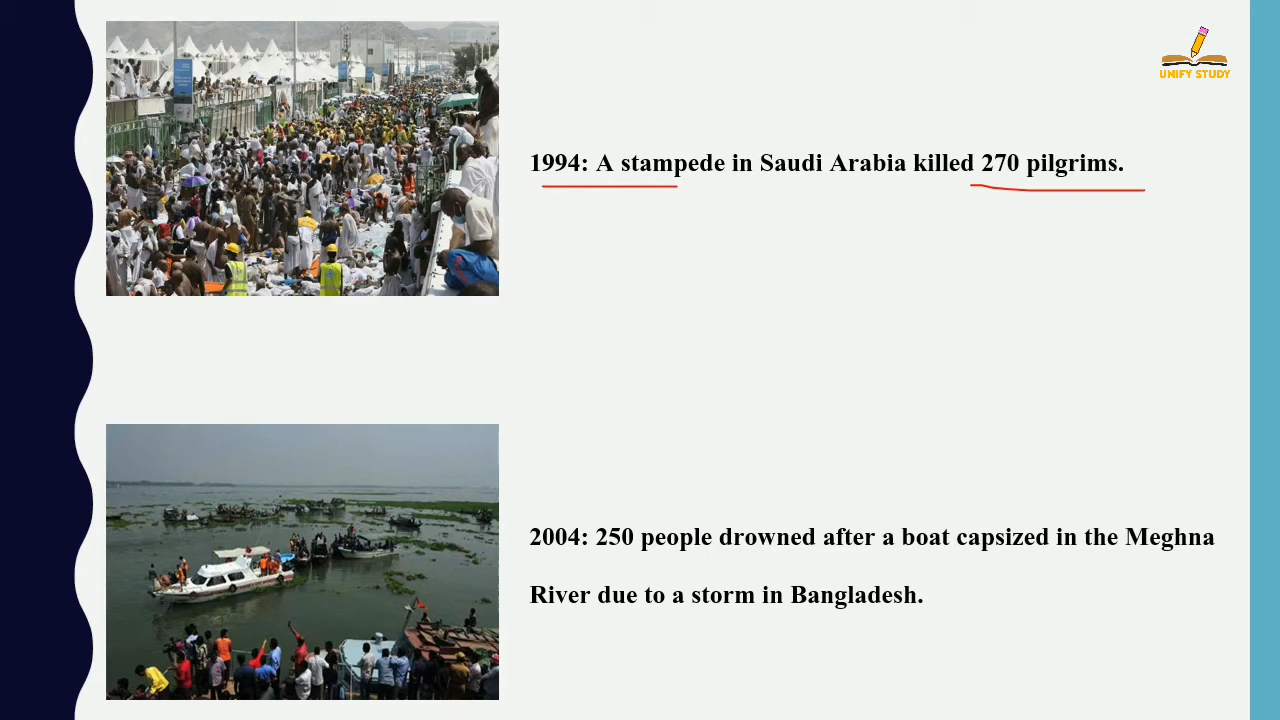 UNIFY STUDY
1994: A stampede in Saudi Arabia killed 270 pilgrims.
2004: 250 people drowned after a boat capsized in the Meghna
River due to a storm in Bangladesh.